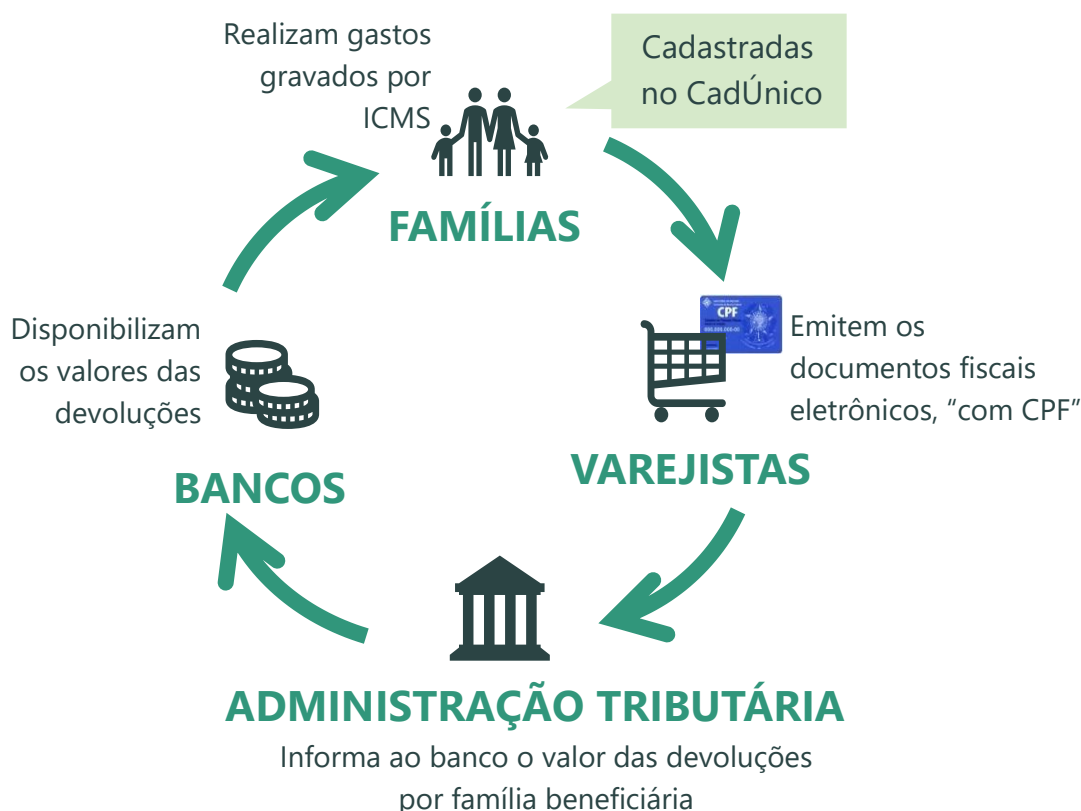 Realizam gastos
gravados por
ICMS
Cadastradas
no CadÚnico
FAMÍLIAS
CPF
Emitem os
documentos fiscais
eletrônicos, “com CPF”
VAREJISTAS
Disponibilizam
os valores das
devoluções
BANCOS
ADMINISTRAÇÃO TRIBUTÁRIA
Informa ao banco o valor das devoluções
por família beneficiária